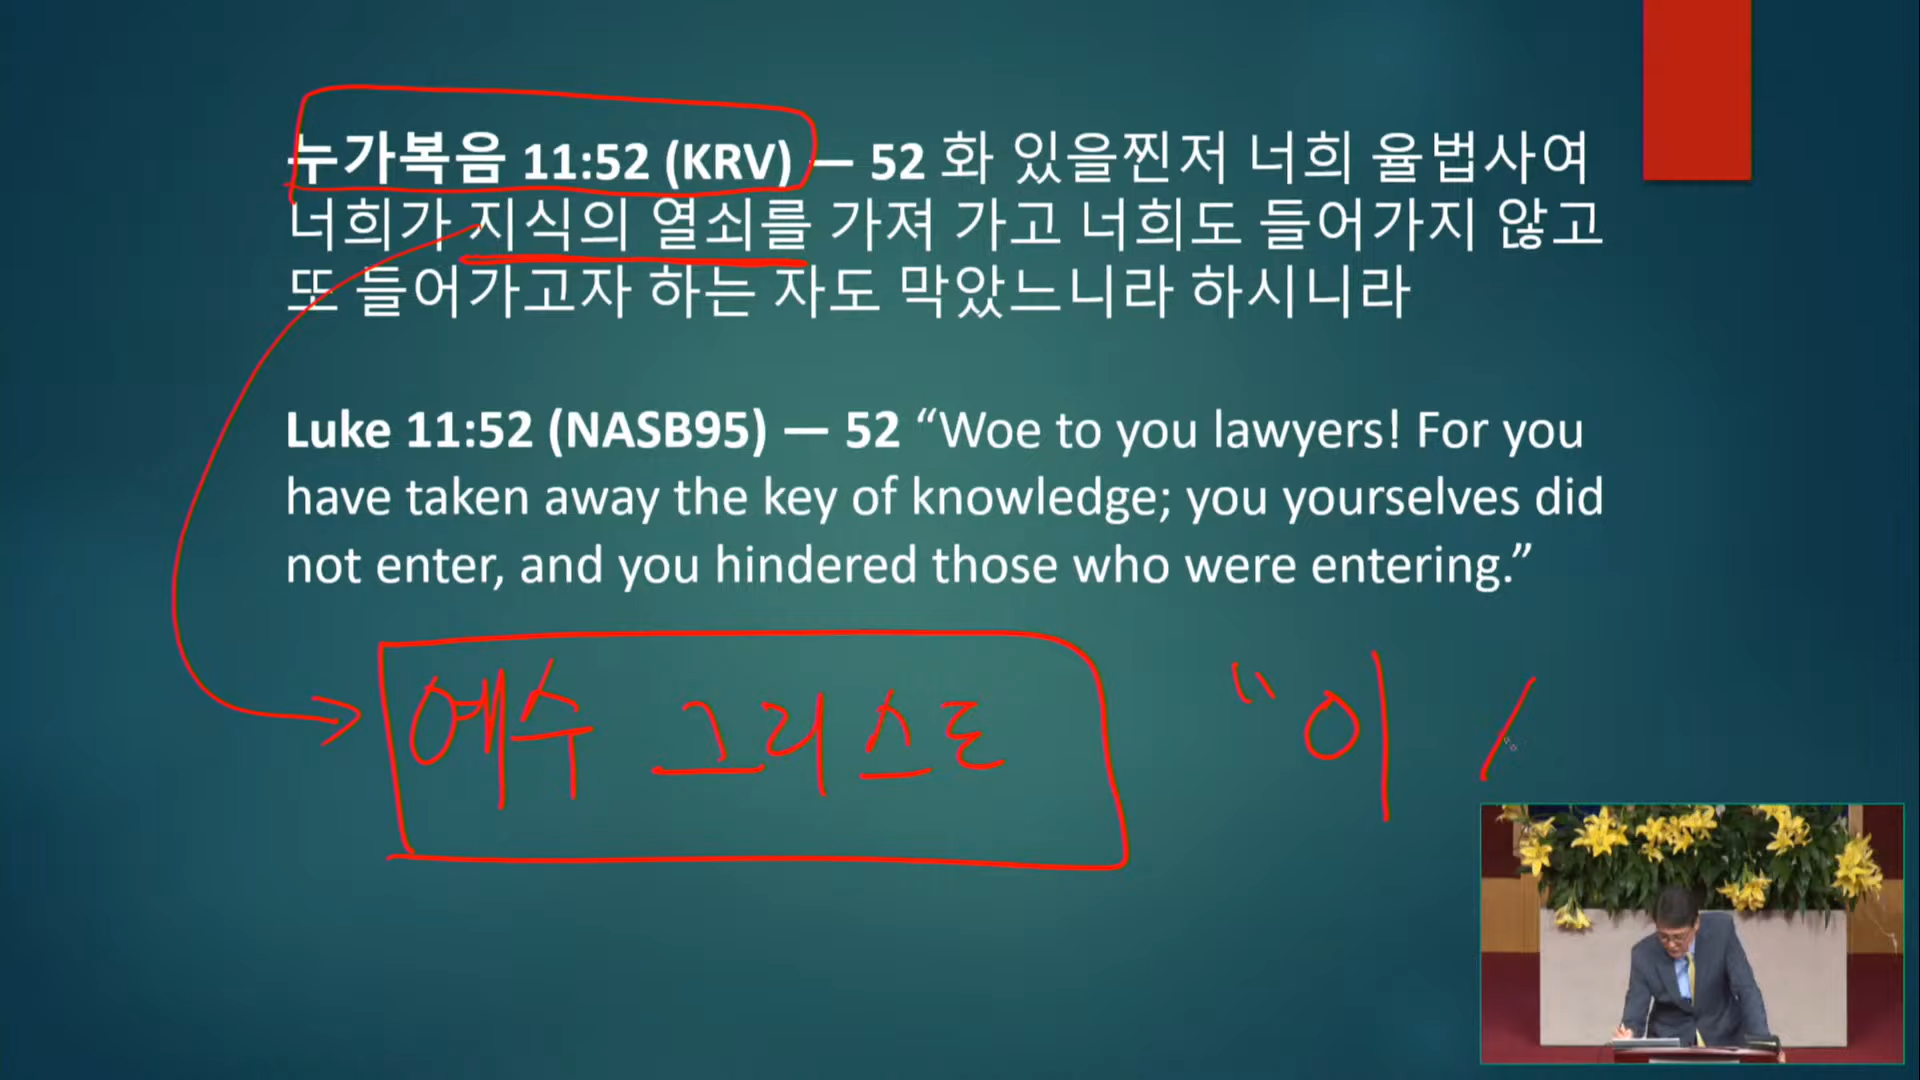 누가복음 11:52 (KRV) — 52 화 있을찐저 너희 율법사여
너희가 지식의 열쇠를 가져 가고 너희도 들어가지 않고
또 들어가고자 하는 자도 막았느니라 하시니라
Luke 11:52 (NASB95) — 52 “Woe to you lawyers! For you
have taken away the key of knowledge; you yourselves did
not enter, and you hindered those who were entering.”
예수 그리스도 “이